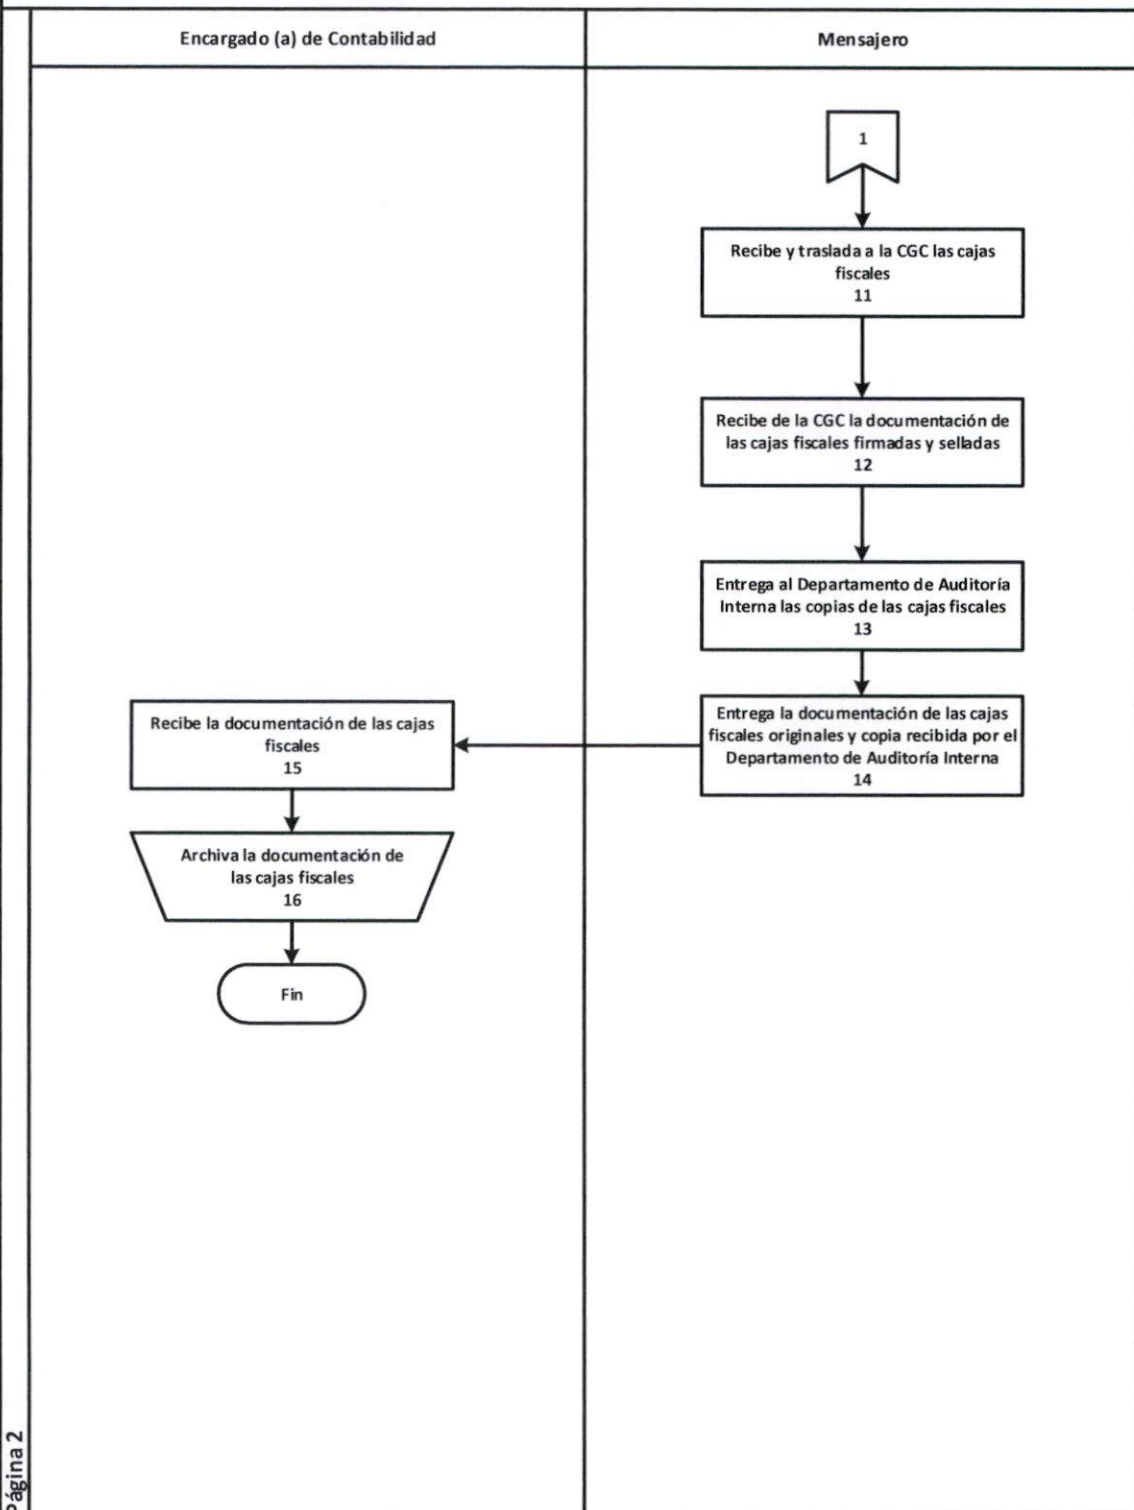 Encargado (a) de Contabilidad
Mensajero
1
Recibe y traslada a la CGC las cajas
fiscales
11
Recibe de la CGC la documentación de
las cajas fiscales firmadas y selladas
12
Entrega al Departamento de Auditoría
Interna las copias de las cajas fiscales
13
Entrega la documentación de las cajas
fiscales originales y copia recibida por el
Departamento de Auditoría Interna
14
Recibe la documentación de las cajas
fiscales
15
Archiva la documentación de
las cajas fiscales
16
Fin
Página 2